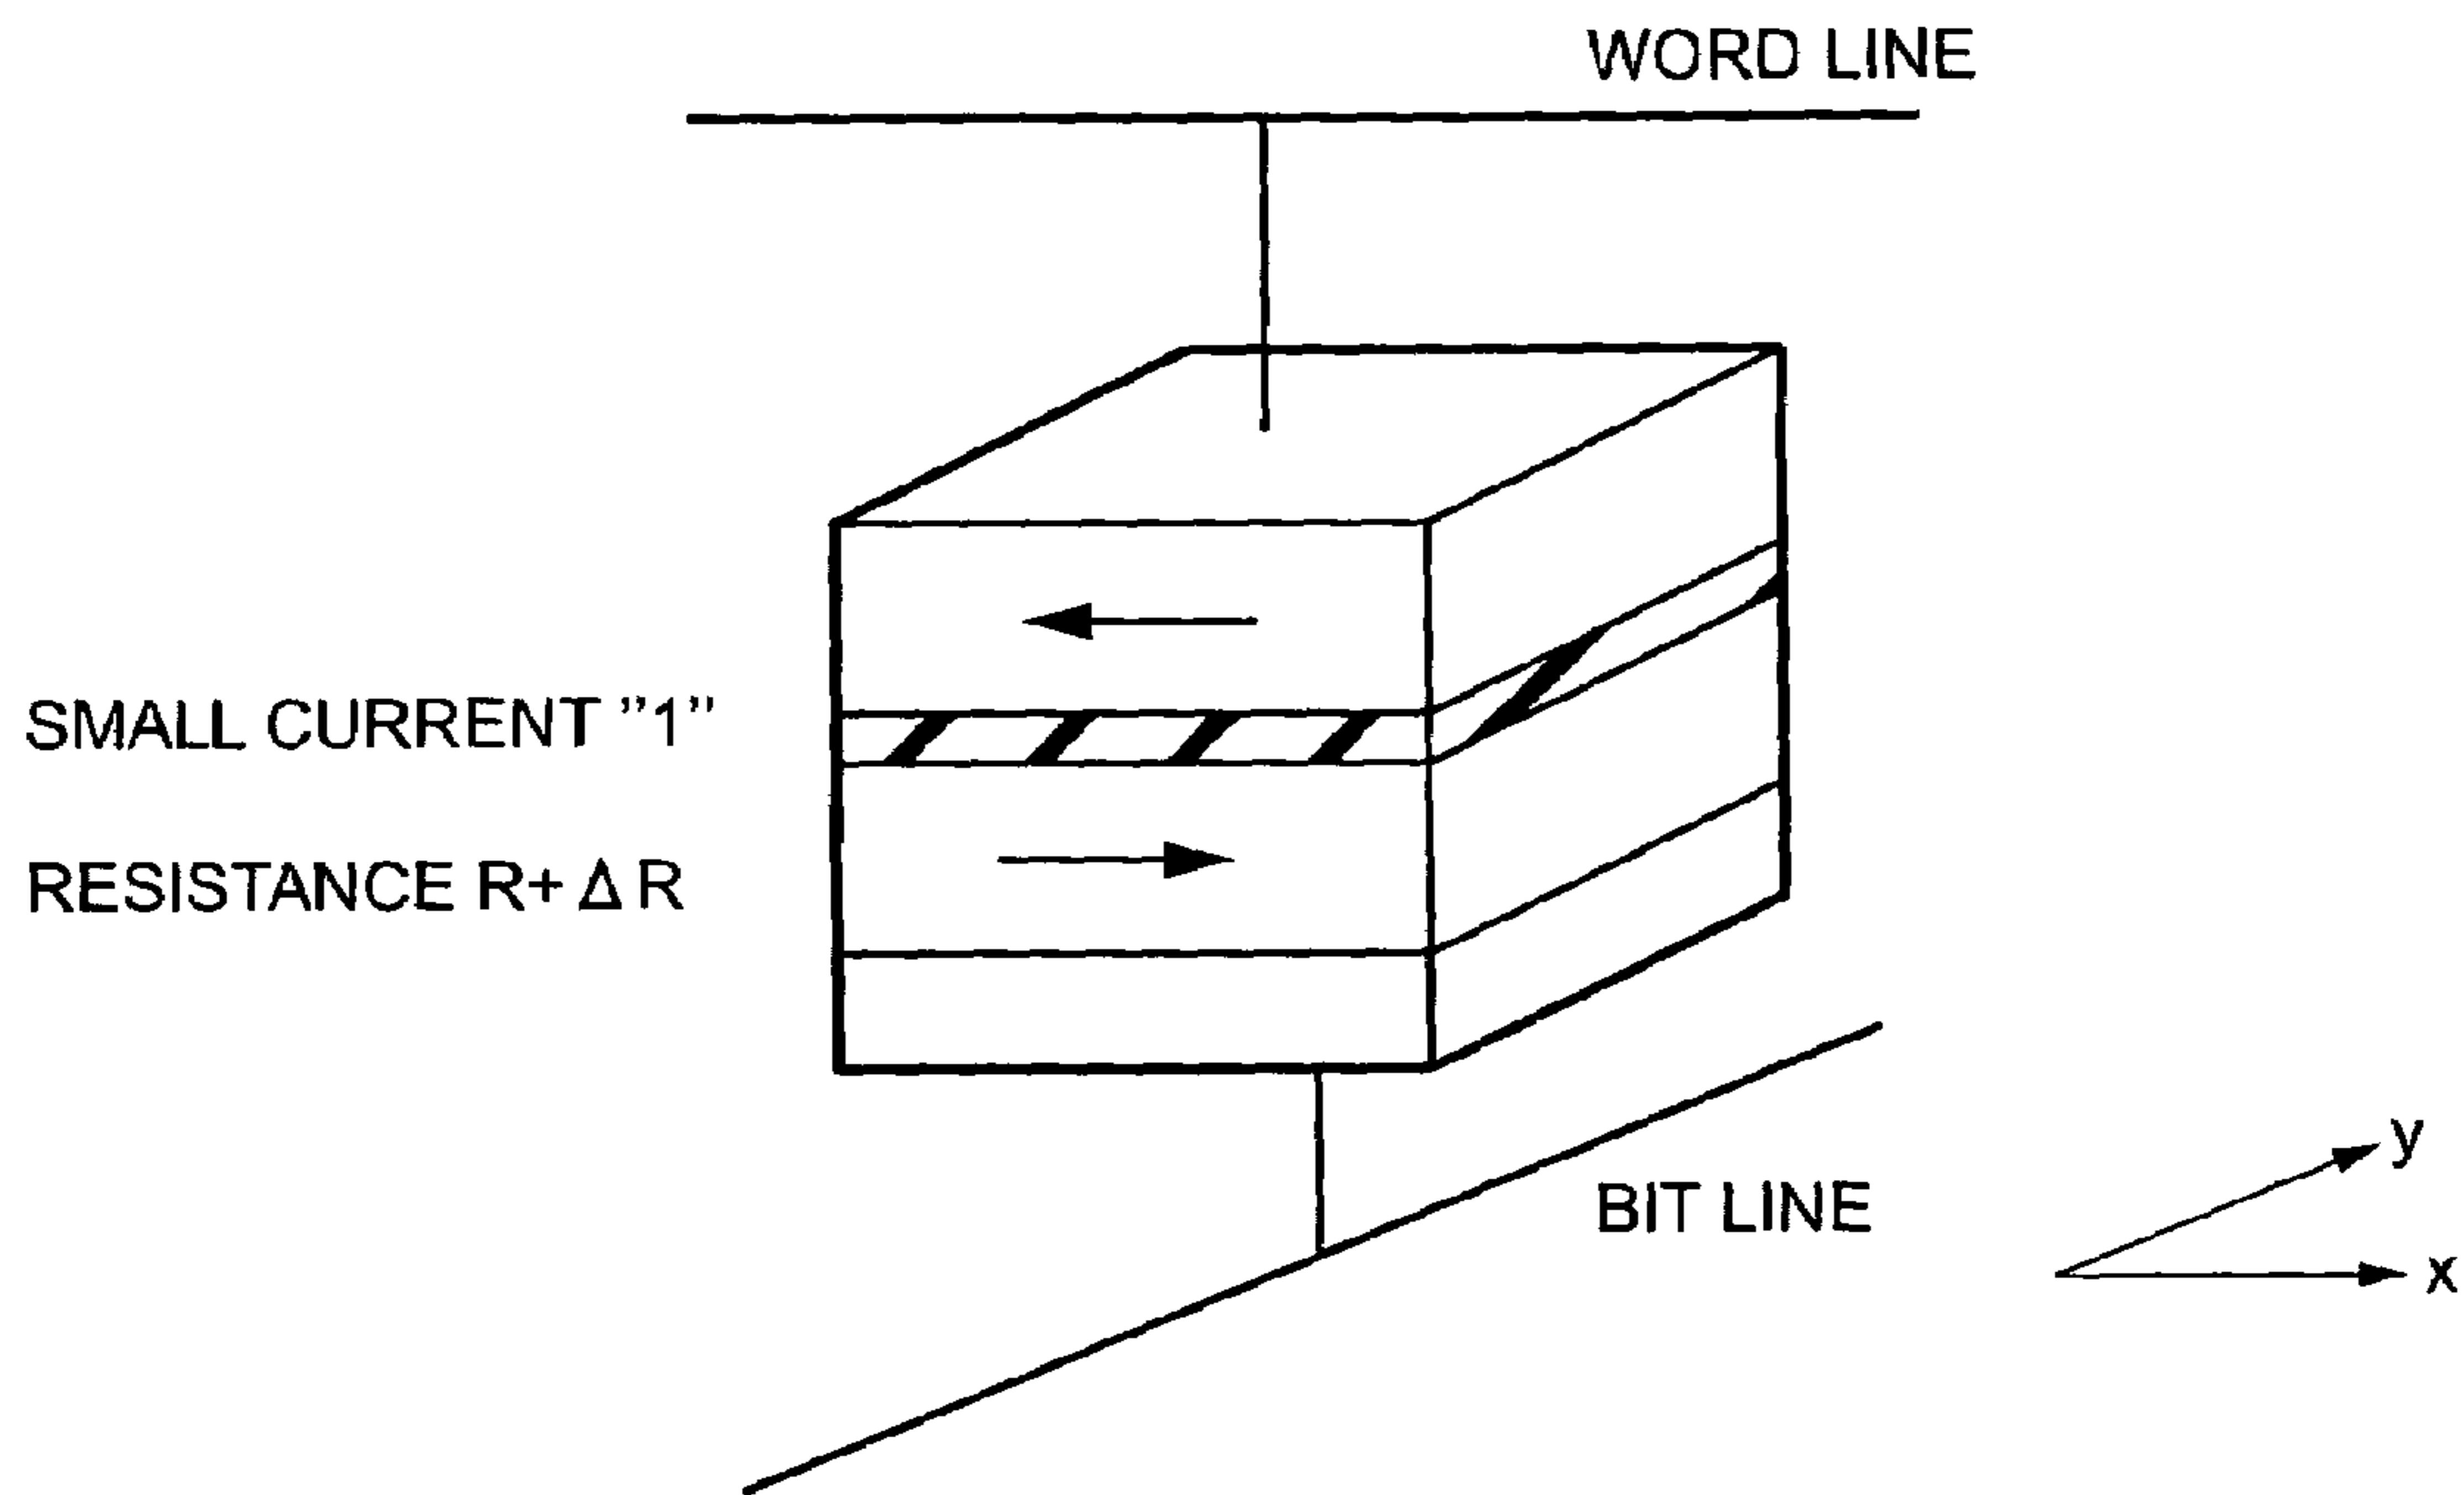 WORD LINE
SMALL CURRENT "1"
RESISTANCE R+ΔR
BIT LINE
y
x